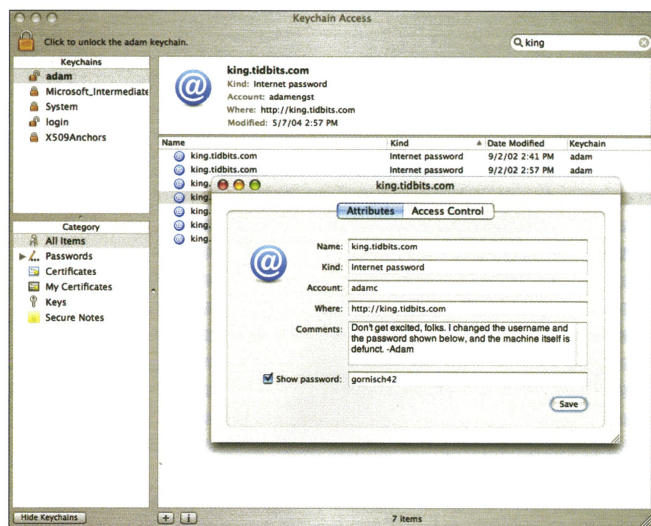 Keychain Access
Click to unlock the adam keychain.
king
Keychains
adam
Microsoft_Intermediate
System
login
X509Anchors
king.tidbits.com
Kind: Internet password
Account: adamengst
Where: http://king.tidbits.com
Modified: 5/7/04 2:57 PM
Name Kind Date Modified Keychain
king.tidbits.com Internet password 9/2/02 2:41 PM adam
king.tidbits.com Internet password 9/2/02 2:57 PM adam
king.
king.
king.
king.
king.
Category
All Items
Passwords
Certificates
My Certificates
Keys
Secure Notes
king.tidbits.com
Attributes Access Control
Name: king.tidbits.com
Kind: Internet password
Account: adamc
Where: http://king.tidbits.com
Comments: Don't get excited, folks. I changed the username and
the password shown below, and the machine itself is
defunct. -Adam
Show password: gornisch42
Save
Hide Keychains
7 items